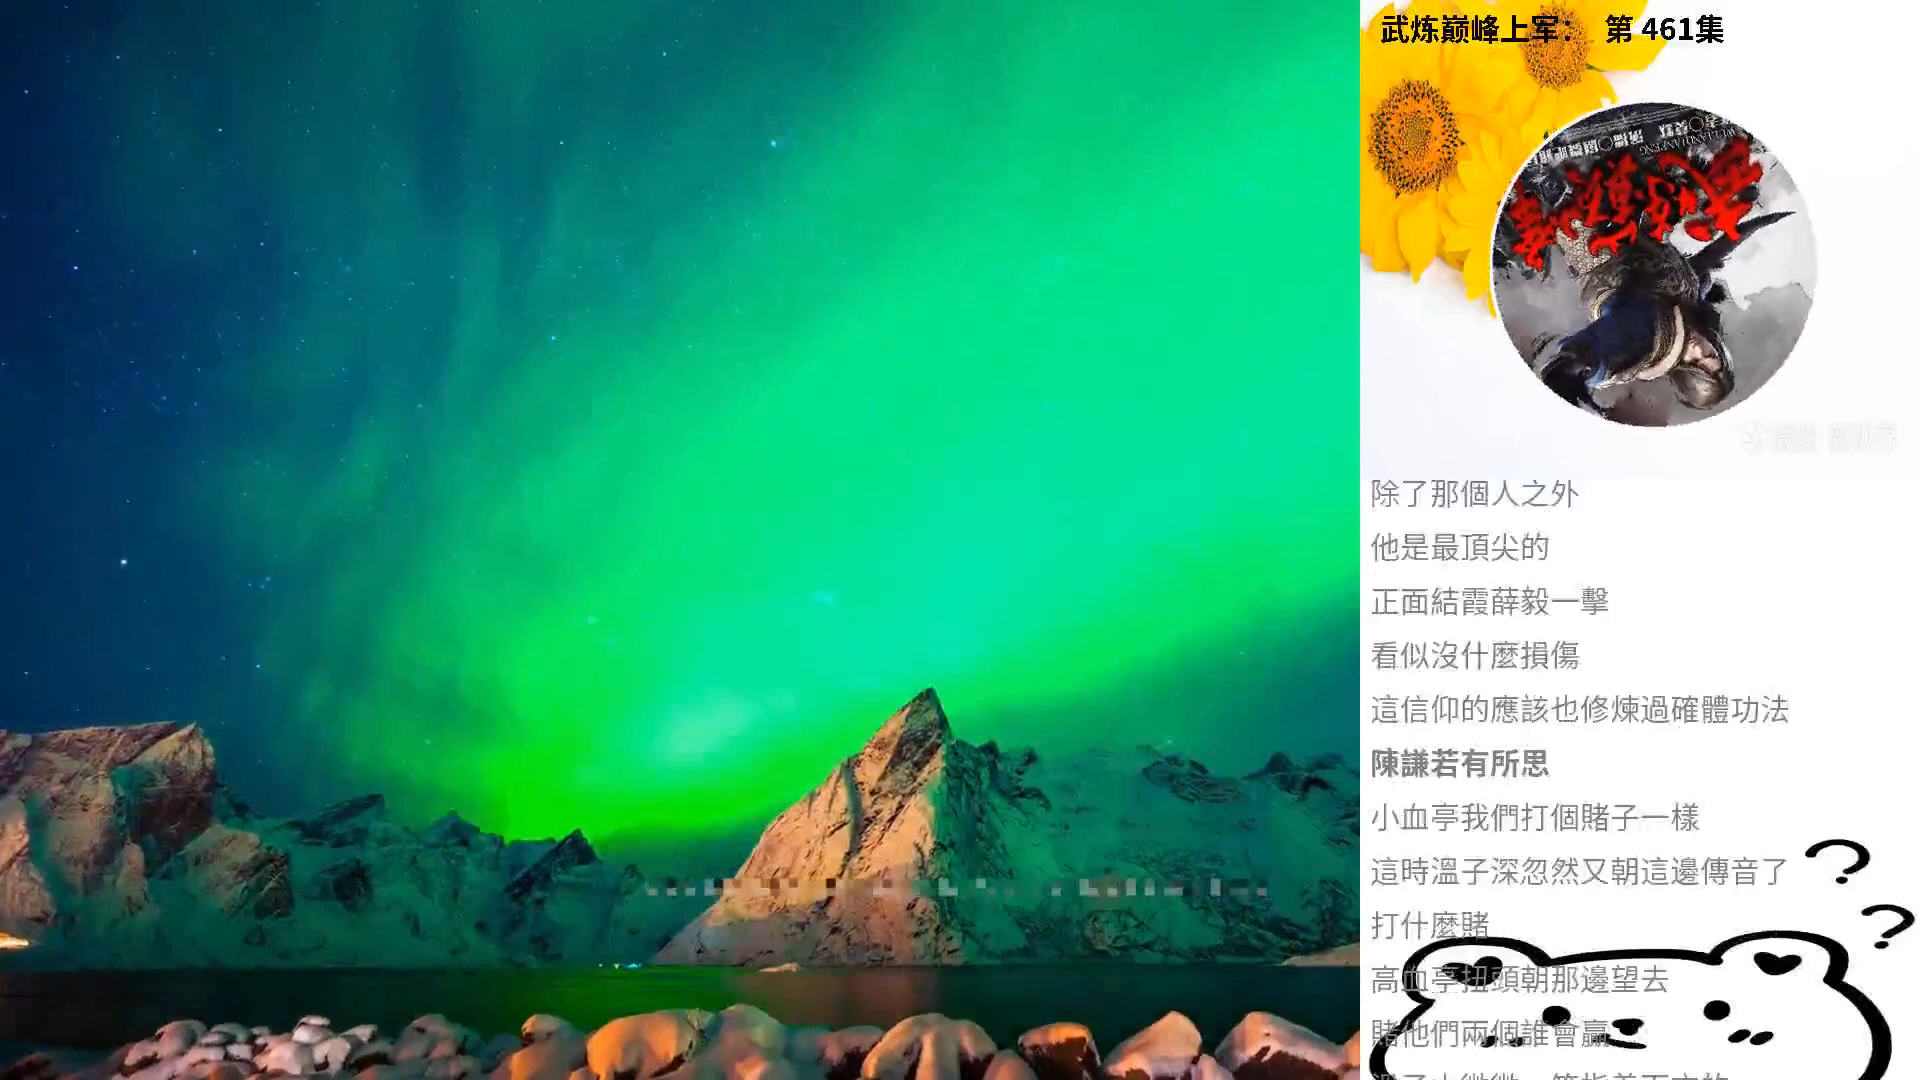 武炼巅峰上军： 第 461集
除了那個人之外
他是最頂尖的
正面結霞薛毅一擊
看似沒什麼損傷
這信仰的應該也修煉過確體功法
陳謙若有所思
小血亭我們打個賭子一樣
這時溫子深忽然又朝這邊傳音了
打什麼賭
高血亭扭頭朝那邊望去
賭他們兩個誰會贏